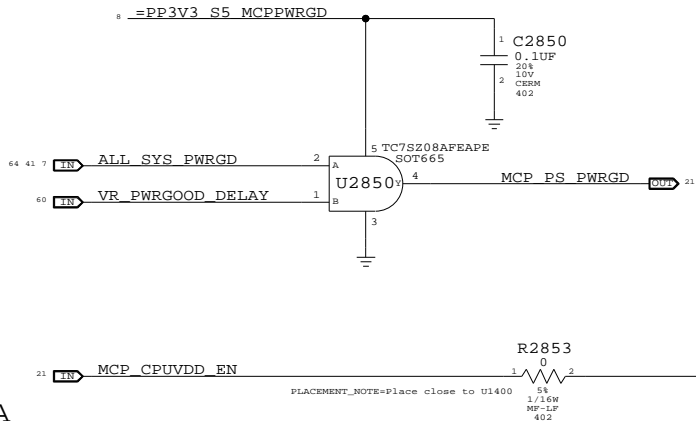 8 =PP3V3_S5_MCPPWRGD
1 C2850
0.1UF
20%
10V
2 CERM
402
5 TC7SZ08AFEAPE
SOT665
64 41 7 IN ALL_SYS_PWRGD 2 A
U2850 Y 4 MCP_PS_PWRGD OUT 21
60 IN VR_PWRGOOD_DELAY 1 B
3
R2853
0
21 IN MCP_CPUVDD_EN 1 2
PLACEMENT_NOTE=Place close to U1400
5%
1/16W
MF-LF
402
A